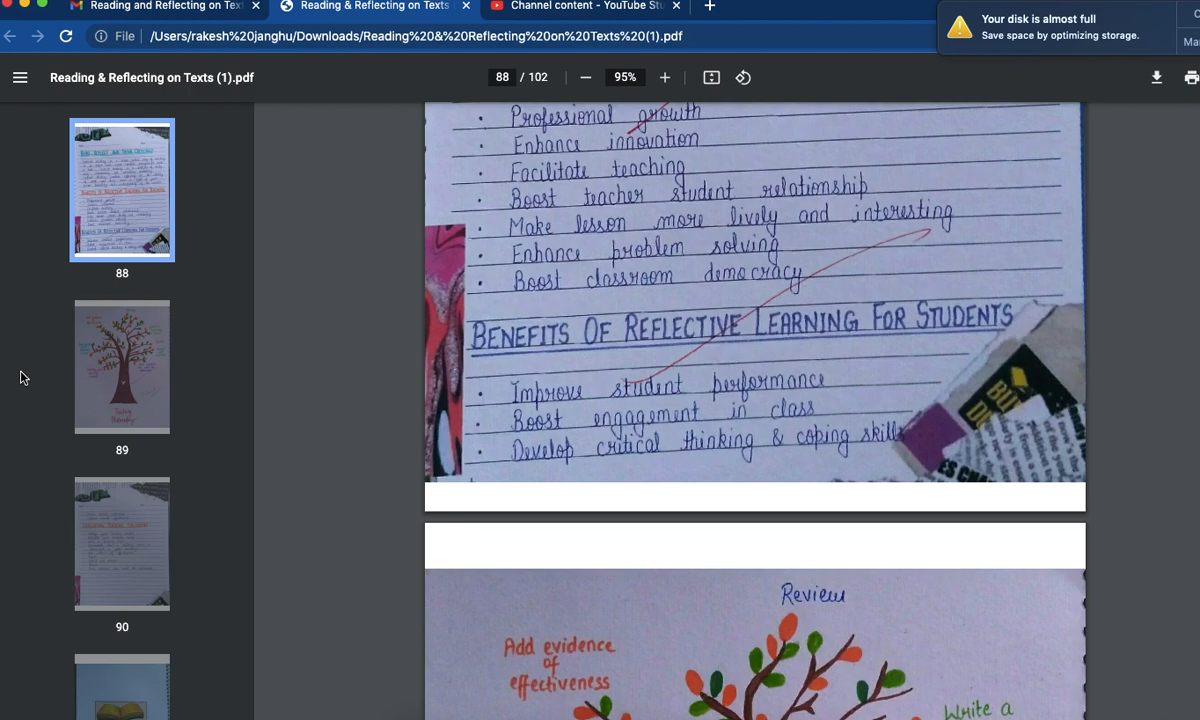 Reading and Reflecting on Tex
Reading & Reflecting on Texts
Channel content - YouTube Stu
File
/Users/rakesh%20janghu/Downloads/Reading%20&%20Reflecting%20on%20Texts%20(1).pdf
Your disk is almost full
Save space by optimizing storage.
Reading & Reflecting on Texts (1).pdf
88 / 102
95%
Professional growth
Enhance innovation
Facilitate teaching
Boost teacher student relationship
Make lesson more lively and interesting
Enhance problem solving
Boost classroom democracy
BENEFITS OF REFLECTIVE LEARNING FOR STUDENTS
Improve student performance
Boost engagement in class
Develop critical thinking & coping skills
Review
Add evidence
of
effectiveness
Write a
88
89
90